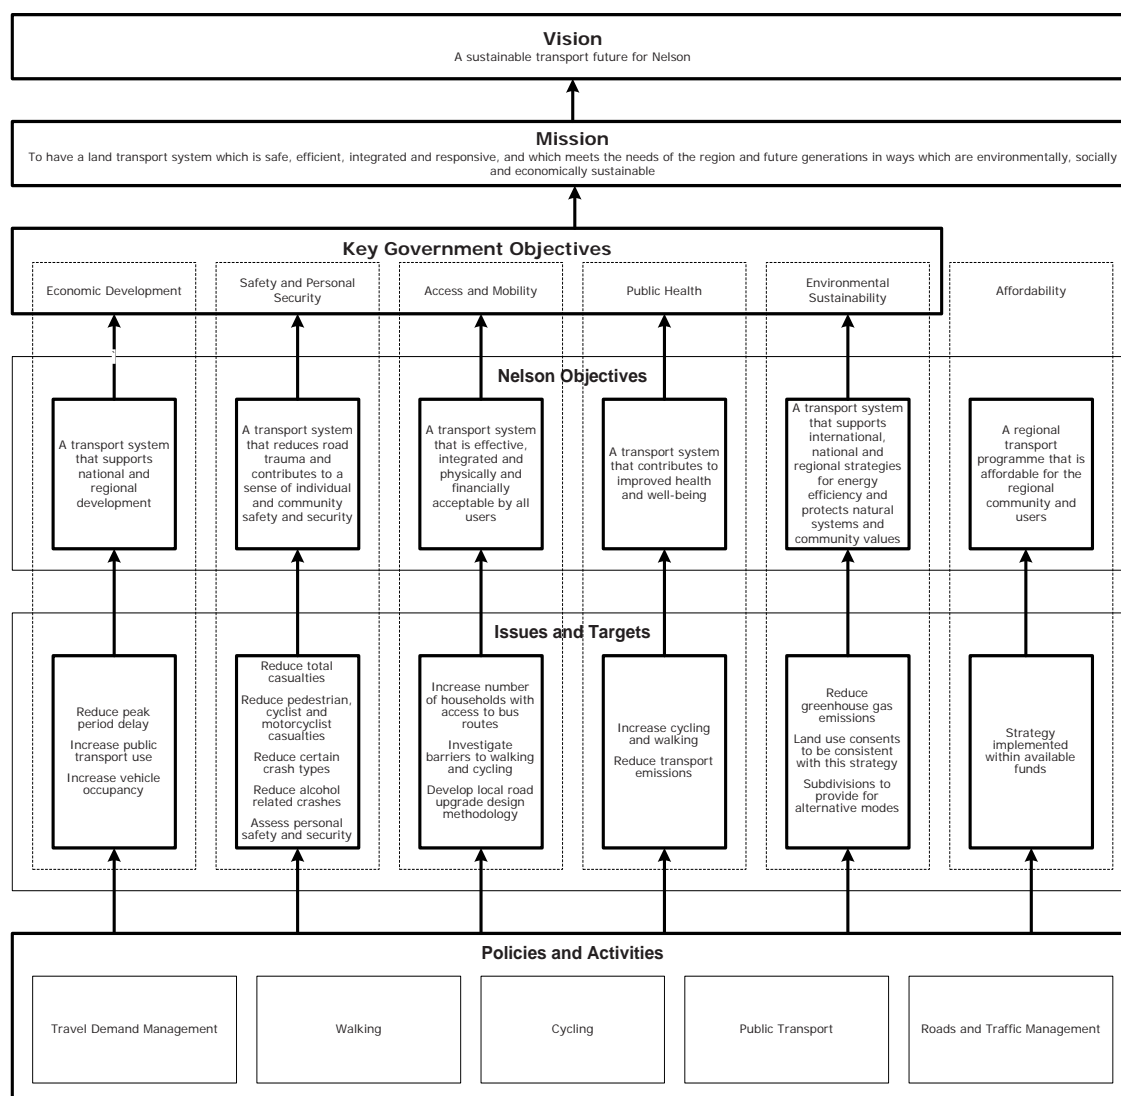 Vision
A sustainable transport future for Nelson
Mission
To have a land transport system which is safe, efficient, integrated and responsive, and which meets the needs of the region and future generations in ways which are environmentally, socially
and economically sustainable
Key Government Objectives
Economic Development
Safety and Personal
Security
Access and Mobility
Public Health
Environmental
Sustainability
Affordability
Nelson Objectives
A transport system
that supports
national and
regional
development
A transport system
that reduces road
trauma and
contributes to a
sense of individual
and community
safety and security
A transport system
that is effective,
integrated and
physically and
financially
acceptable by all
users
A transport system
that contributes to
improved health
and well-being
A transport system
that supports
international,
national and
regional strategies
for energy
efficiency and
protects natural
systems and
community values
A regional
transport
programme that is
affordable for the
regional
community and
users
Issues and Targets
Reduce peak
period delay
Increase public
transport use
Increase vehicle
occupancy
Reduce total
casualties
Reduce pedestrian,
cyclist and
motorcyclist
casualties
Reduce certain
crash types
Reduce alcohol
related crashes
Assess personal
safety and security
Increase number
of households with
access to bus
routes
Investigate
barriers to walking
and cycling
Develop local road
upgrade design
methodology
Increase cycling
and walking
Reduce transport
emissions
Reduce
greenhouse gas
emissions
Land use consents
to be consistent
with this strategy
Subdivisions to
provide for
alternative modes
Strategy
implemented
within available
funds
Policies and Activities
Travel Demand Management
Walking
Cycling
Public Transport
Roads and Traffic Management